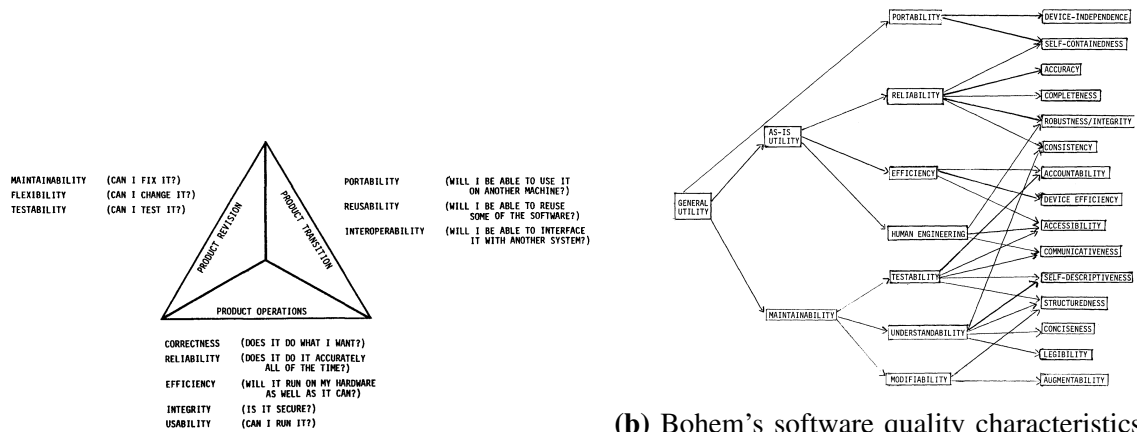 MAINTAINABILITY (CAN I FIX IT?)
FLEXIBILITY (CAN I CHANGE IT?)
TESTABILITY (CAN I TEST IT?)
PORTABILITY (WILL I BE ABLE TO USE IT
ON ANOTHER MACHINE?)
REUSABILITY (WILL I BE ABLE TO REUSE
SOME OF THE SOFTWARE?)
INTEROPERABILITY (WILL I BE ABLE TO INTERFACE
IT WITH ANOTHER SYSTEM?)
PRODUCT REVISION
PRODUCT TRANSITION
PRODUCT OPERATIONS
CORRECTNESS (DOES IT DO WHAT I WANT?)
RELIABILITY (DOES IT DO IT ACCURATELY
ALL OF THE TIME?)
EFFICIENCY (WILL IT RUN ON MY HARDWARE
AS WELL AS IT CAN?)
INTEGRITY (IS IT SECURE?)
USABILITY (CAN I RUN IT?)
GENERAL
UTILITY
AS-IS
UTILITY
MAINTAINABILITY
PORTABILITY
RELIABILITY
EFFICIENCY
HUMAN ENGINEERING
TESTABILITY
UNDERSTANDABILITY
MODIFIABILITY
DEVICE-INDEPENDENCE
SELF-CONTAINEDNESS
ACCURACY
COMPLETENESS
ROBUSTNESS/INTEGRITY
CONSISTENCY
ACCOUNTABILITY
DEVICE EFFICIENCY
ACCESSIBILITY
COMMUNICATIVENESS
SELF-DESCRIPTIVENESS
STRUCTUREDNESS
CONCISENESS
LEGIBILITY
AUGMENTABILITY
(b) Bohem's software quality characteristics